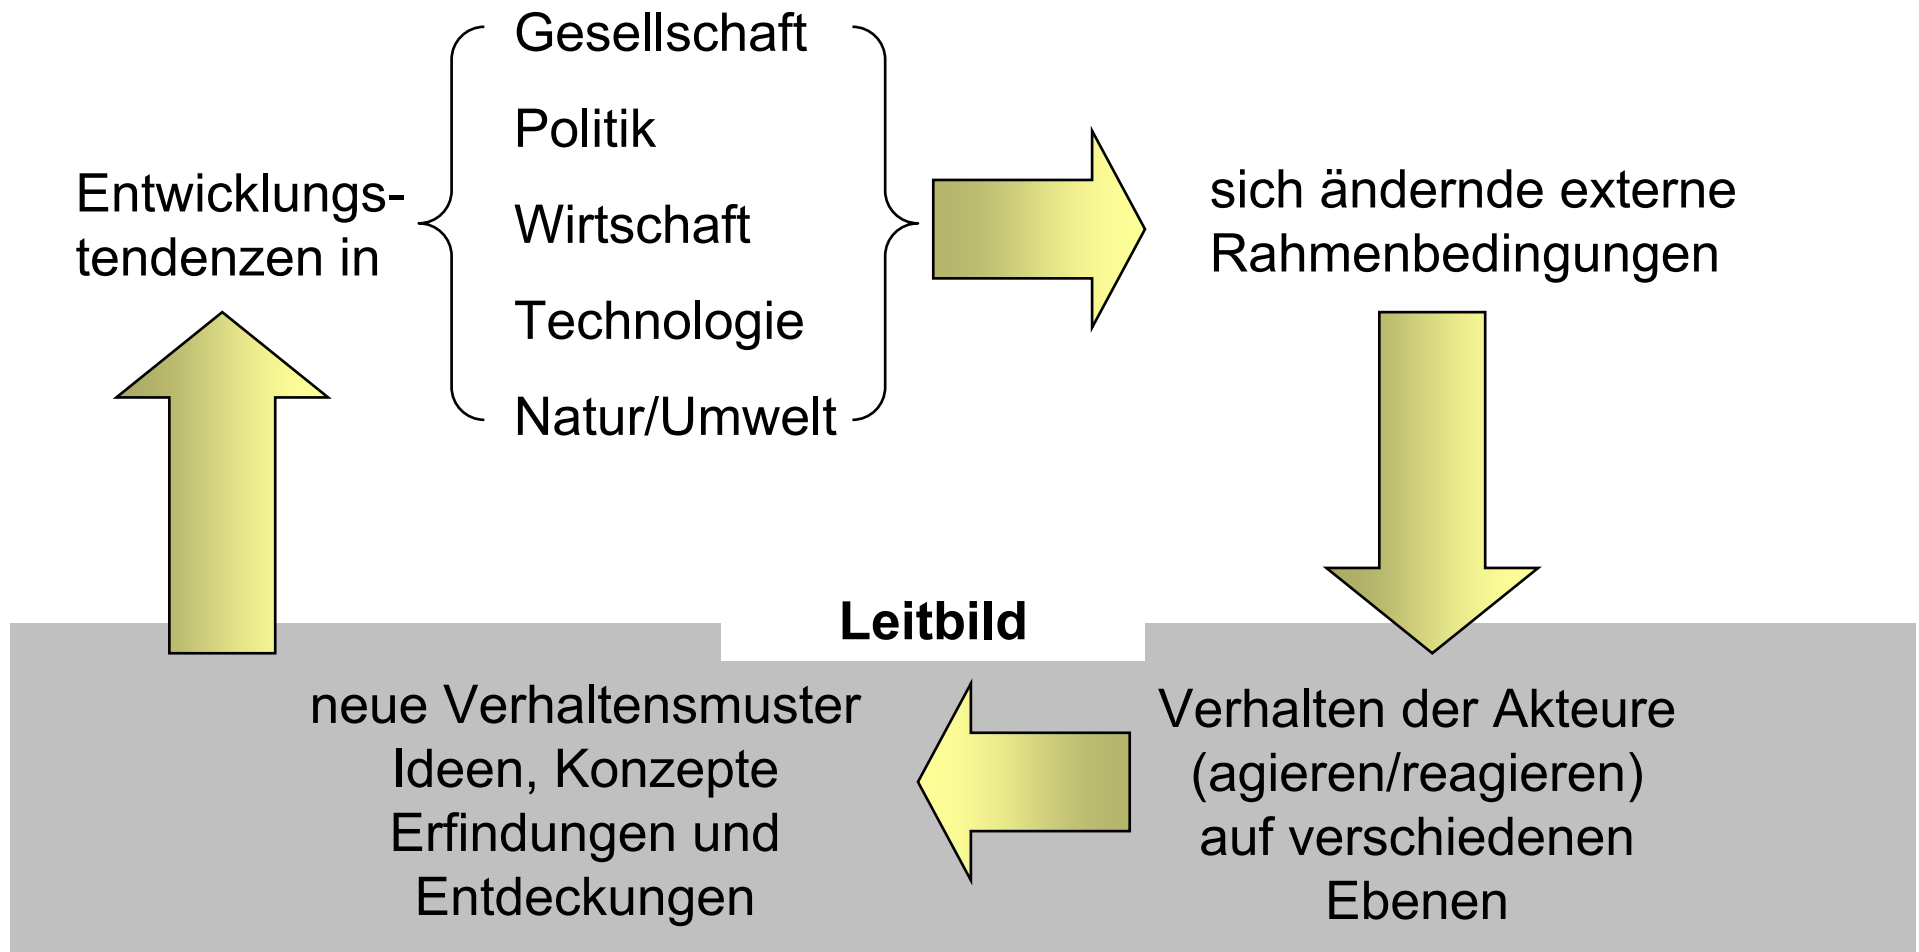 Entwicklungs-
tendenzen in
Gesellschaft
Politik
Wirtschaft
Technologie
Natur/Umwelt
sich ändernde externe
Rahmenbedingungen
Leitbild
Verhalten der Akteure
(agieren/reagieren)
auf verschiedenen
Ebenen
neue Verhaltensmuster
Ideen, Konzepte
Erfindungen und
Entdeckungen